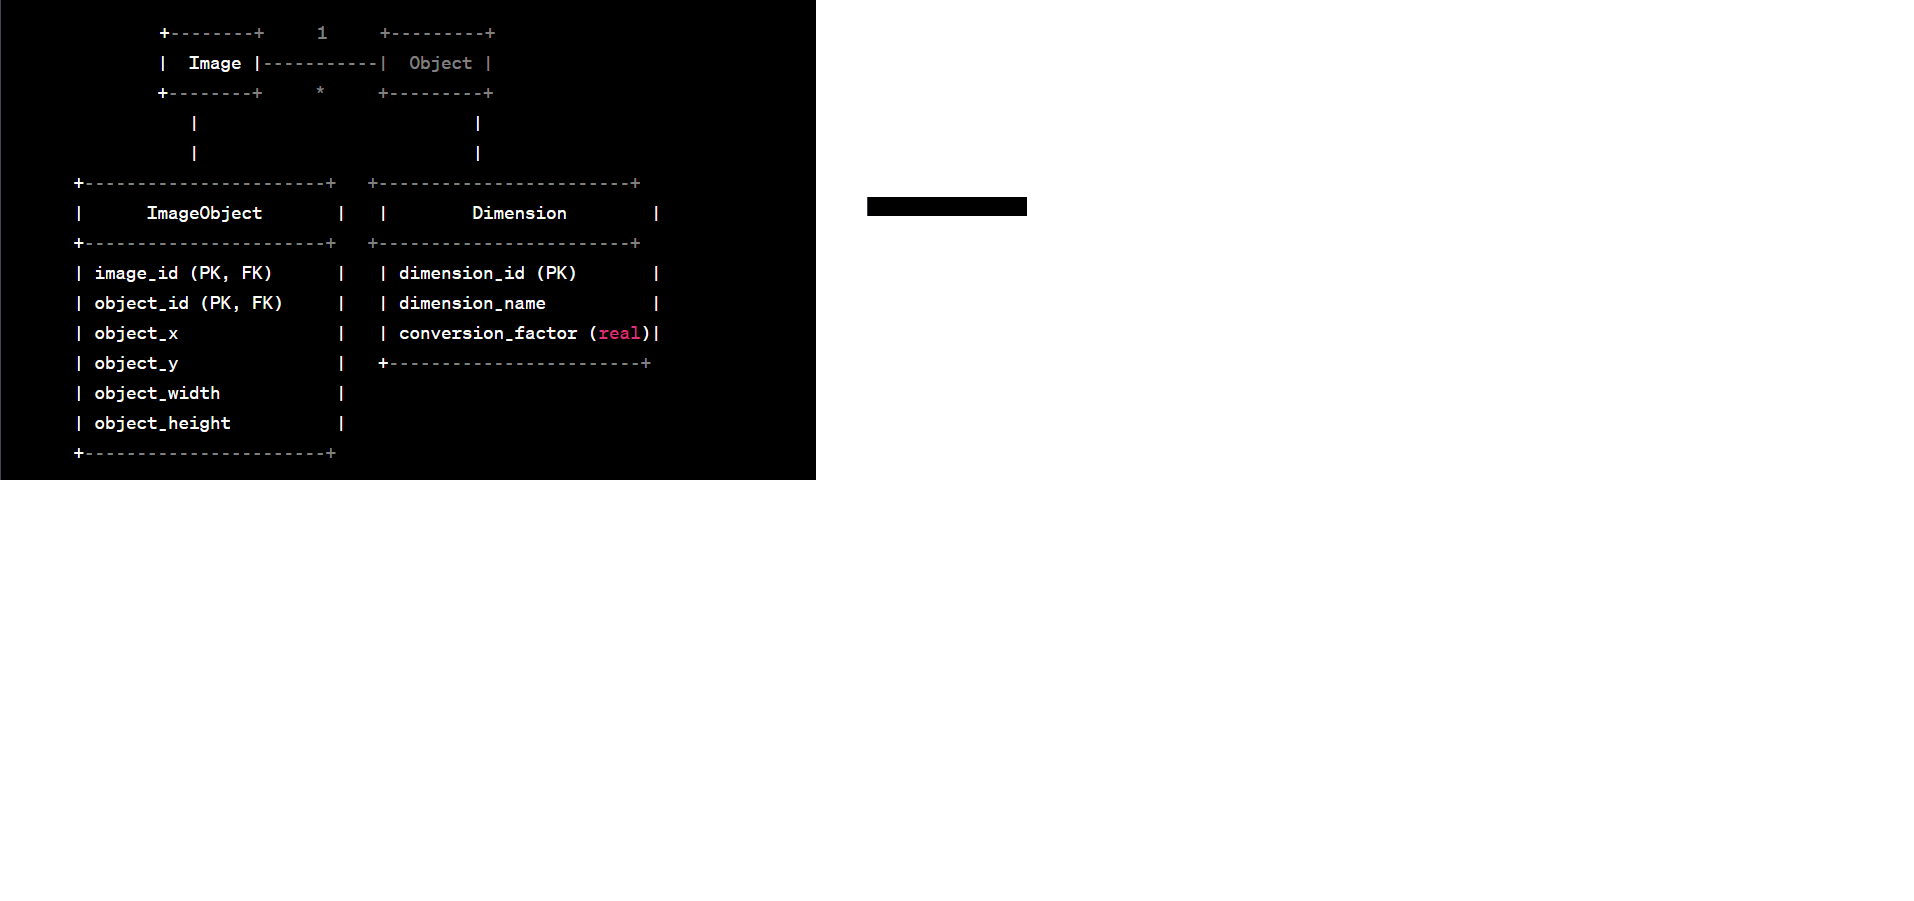 +--------+     1     +---------+
|  Image |-----------|  Object |
+--------+     *     +---------+
|                          |
|                          |
+-----------------------+   +------------------------+
|      ImageObject       |   |        Dimension        |
+-----------------------+   +------------------------+
| image_id (PK, FK)      |   | dimension_id (PK)       |
| object_id (PK, FK)     |   | dimension_name          |
| object_x               |   | conversion_factor (real)|
| object_y               |   +------------------------+
| object_width           |
| object_height          |
+-----------------------+